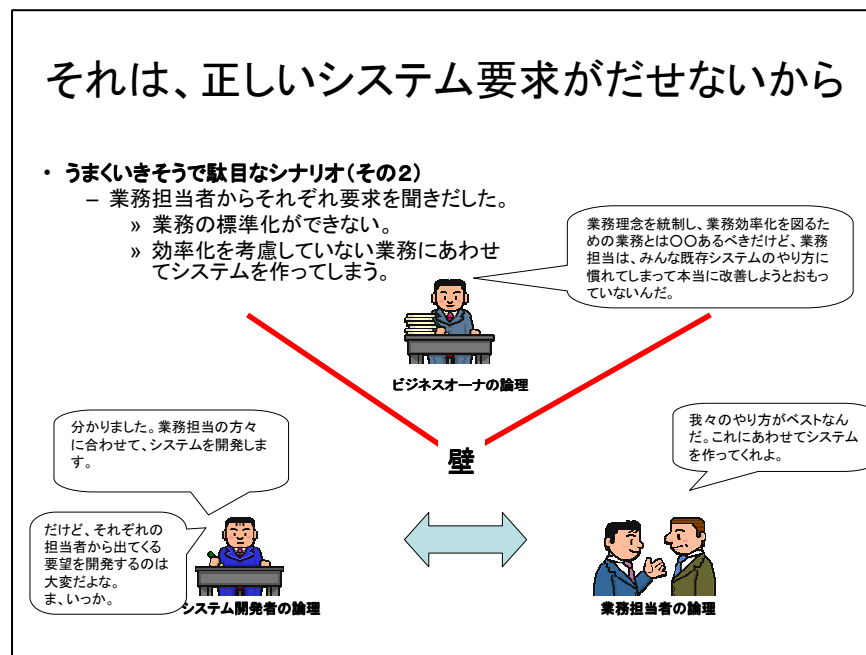 それは、正しいシステム要求がだせないから
• うまくいきそうで駄目なシナリオ(その２)
– 業務担当者からそれぞれ要求を聞きだした。
» 業務の標準化ができない。
» 効率化を考慮していない業務にあわせ
てシステムを作ってしまう。
業務理念を統制し、業務効率化を図るた
めの業務とは〇〇あるべきだけど、業務
担当は、みんな既存システムのやり方に
慣れてしまって本当に改善しようとおもっ
ていないんだ。
ビジネスオーナの論理
分かりました。業務担当の方々
に合わせて、システムを開発しま
す。
我々のやり方がベストなん
だ。これにあわせてシステム
を作ってくれよ。
壁
だけど、それぞれの
担当者から出てくる
要望を開発するのは
大変だよな。
ま、いっか。
システム開発者の論理
業務担当者の論理